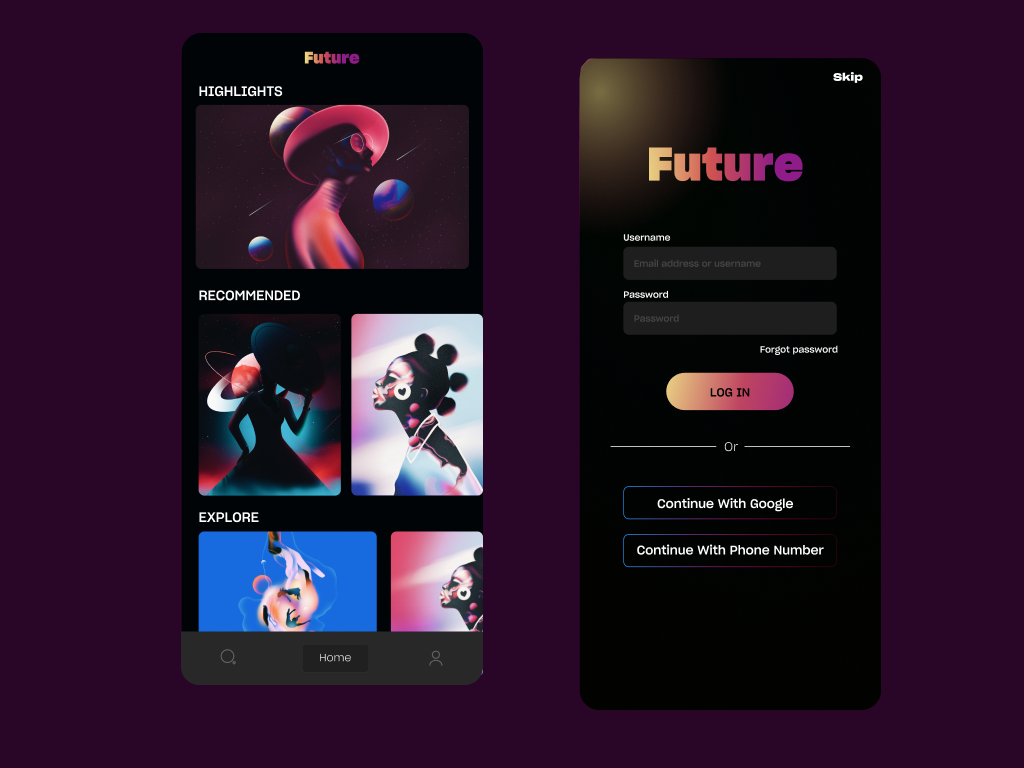 Future
HIGHLIGHTS
RECOMMENDED
EXPLORE
Home
Skip
Future
Username
Email address or username
Password
Password
Forgot password
LOG IN
Or
Continue With Google
Continue With Phone Number